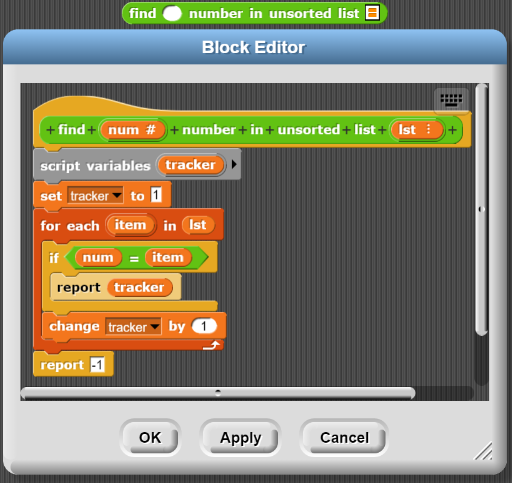 find number in unsorted list
Block Editor
+ find + num # + number + in + unsorted + list + lst ⋮ +
script variables tracker
set tracker to 1
for each item in lst
if num = item
report tracker
change tracker by 1
report -1
OK Apply Cancel